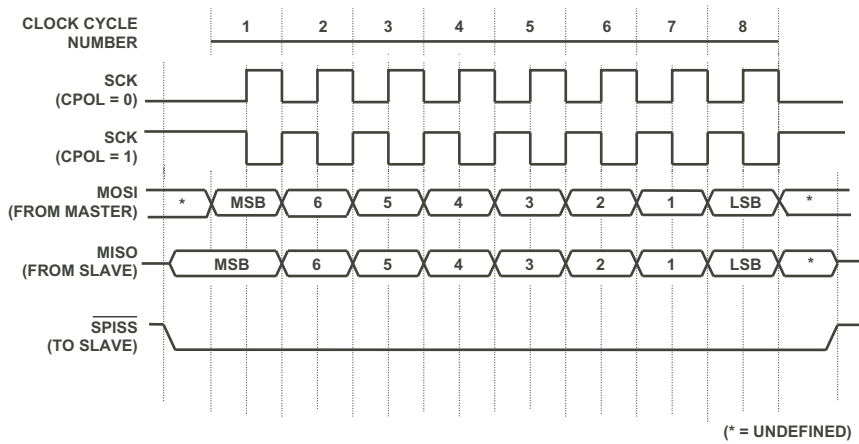 CLOCK CYCLE
NUMBER
1 2 3 4 5 6 7 8
SCK
(CPOL = 0)
SCK
(CPOL = 1)
MOSI
(FROM MASTER)
* MSB 6 5 4 3 2 1 LSB *
MISO
(FROM SLAVE)
MSB 6 5 4 3 2 1 LSB *
SPISS
(TO SLAVE)
(* = UNDEFINED)